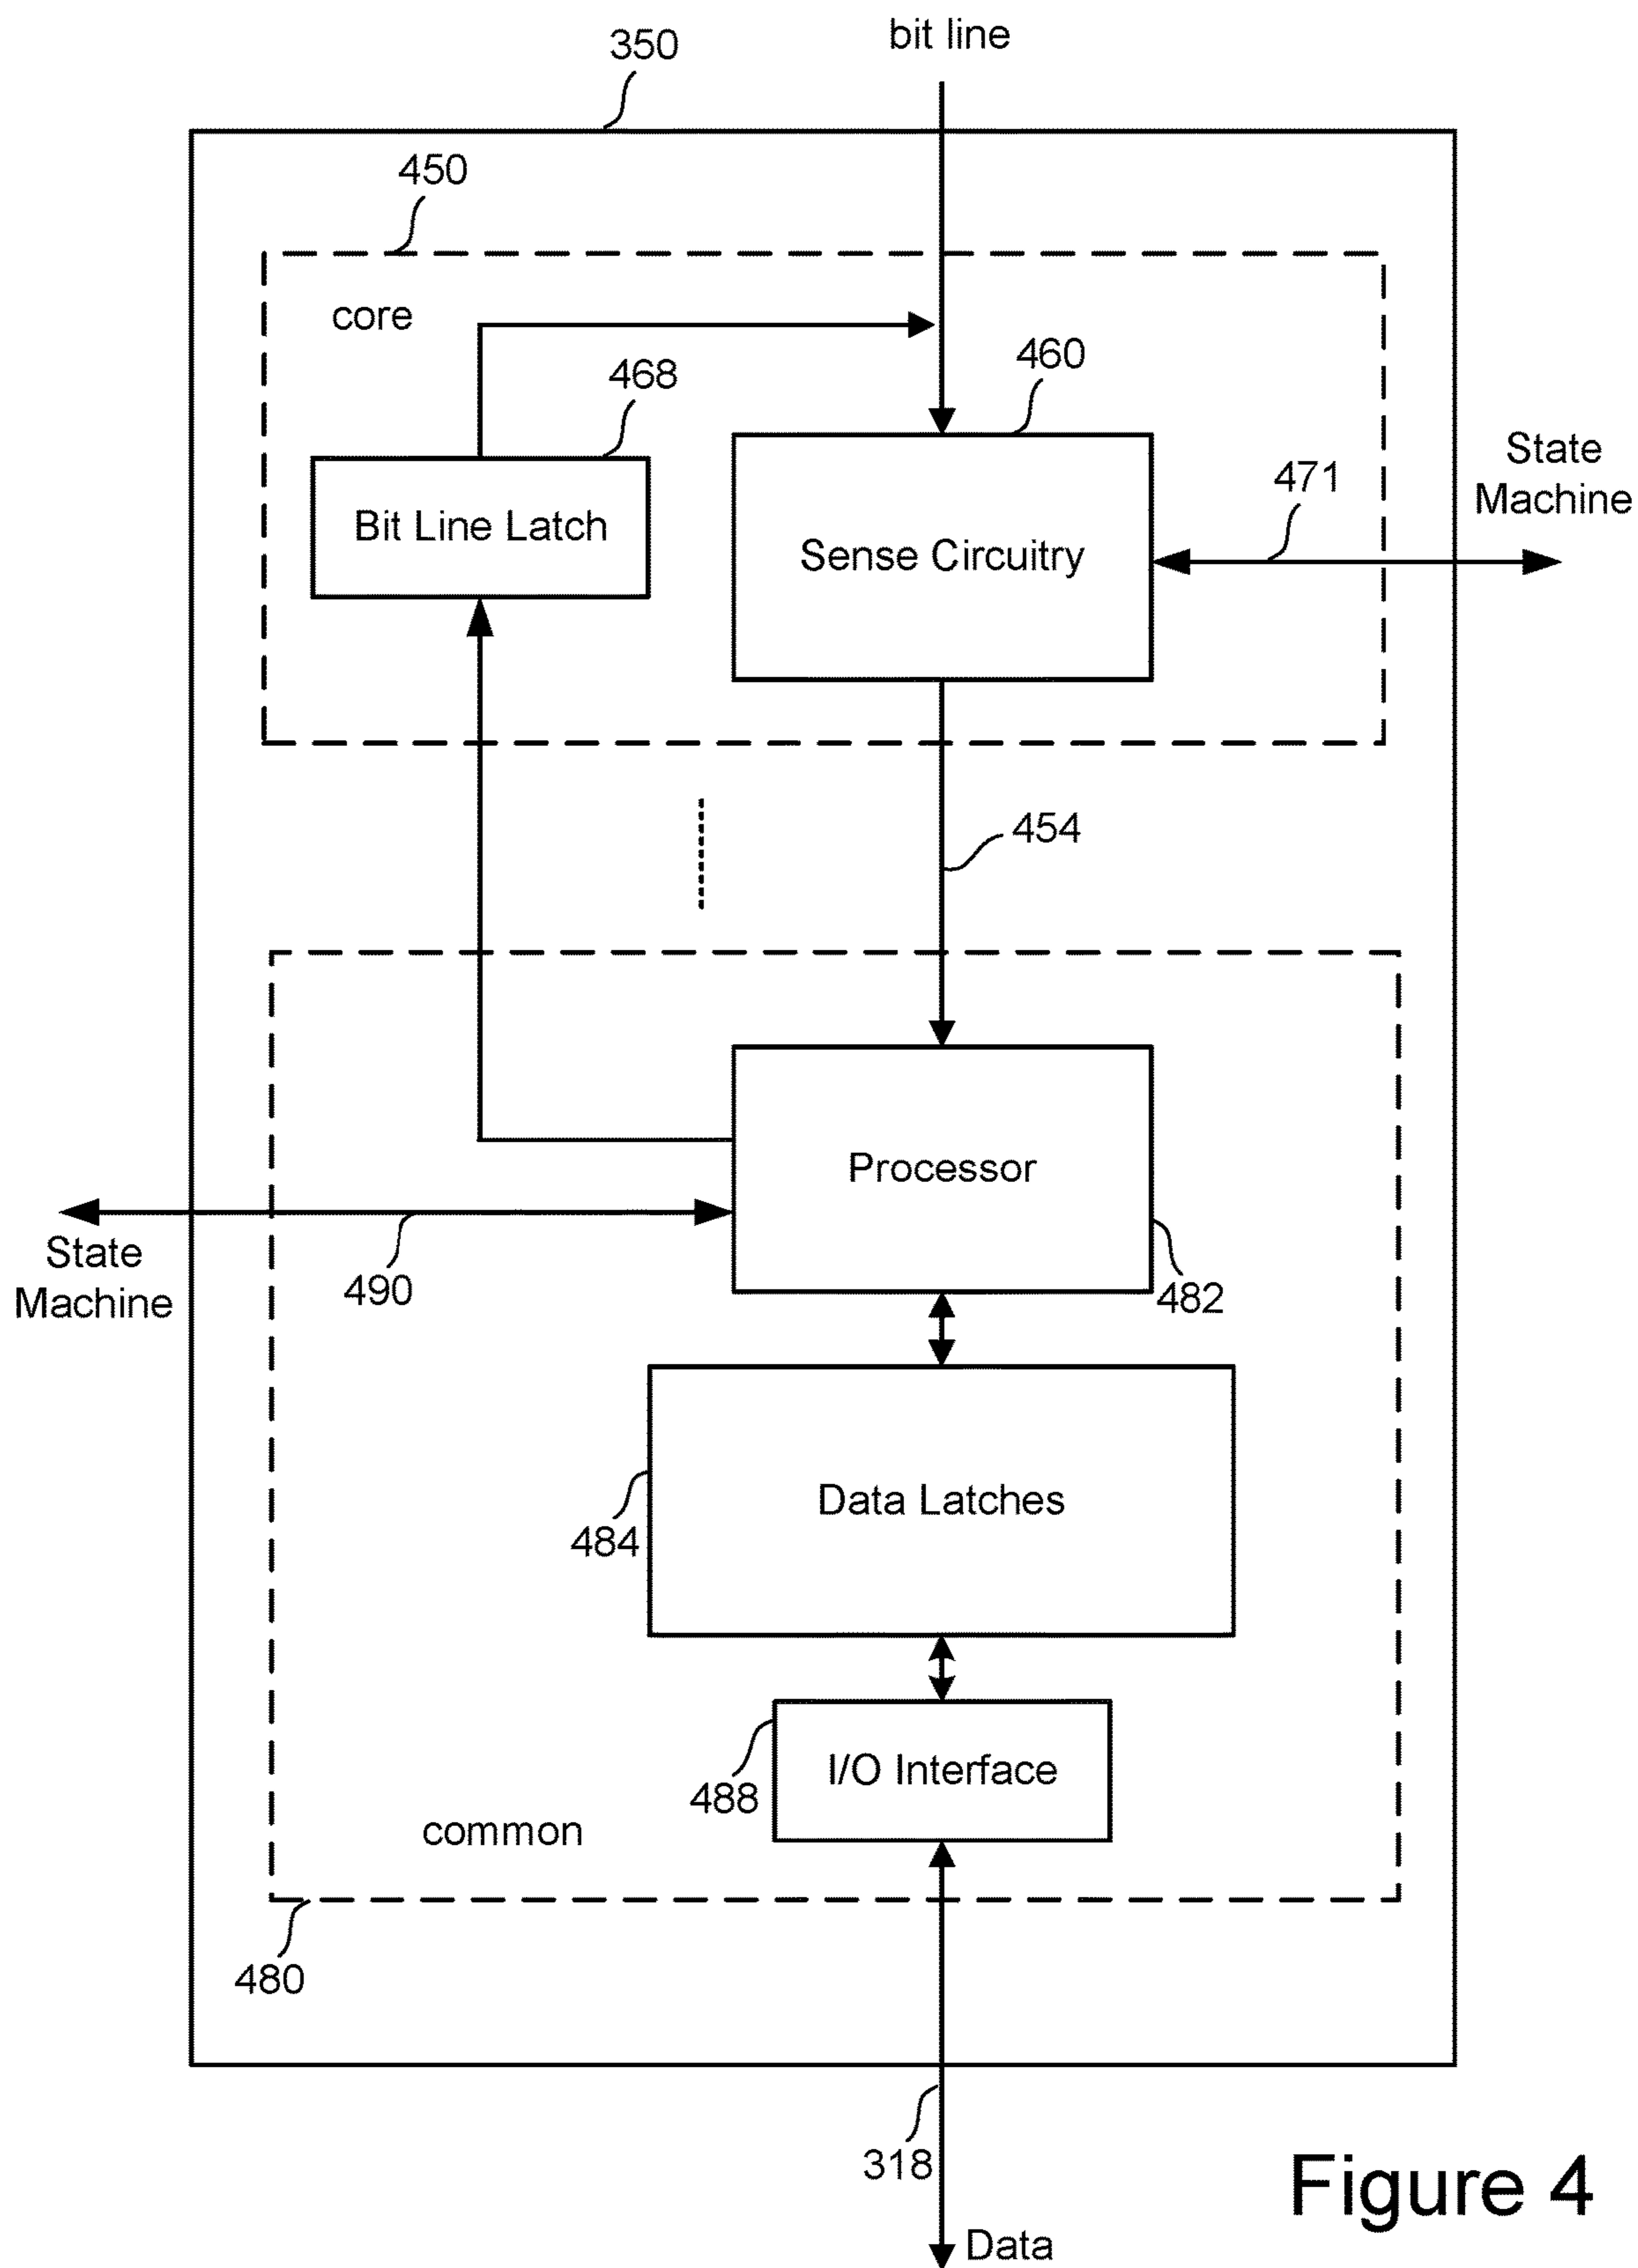 bit line
350
450
core
460
468
State
Machine
471
Bit Line Latch
Sense Circuitry
454
Processor
State
Machine
490
482
Data Latches
484
I/O Interface
488
common
480
318
Figure 4
Data